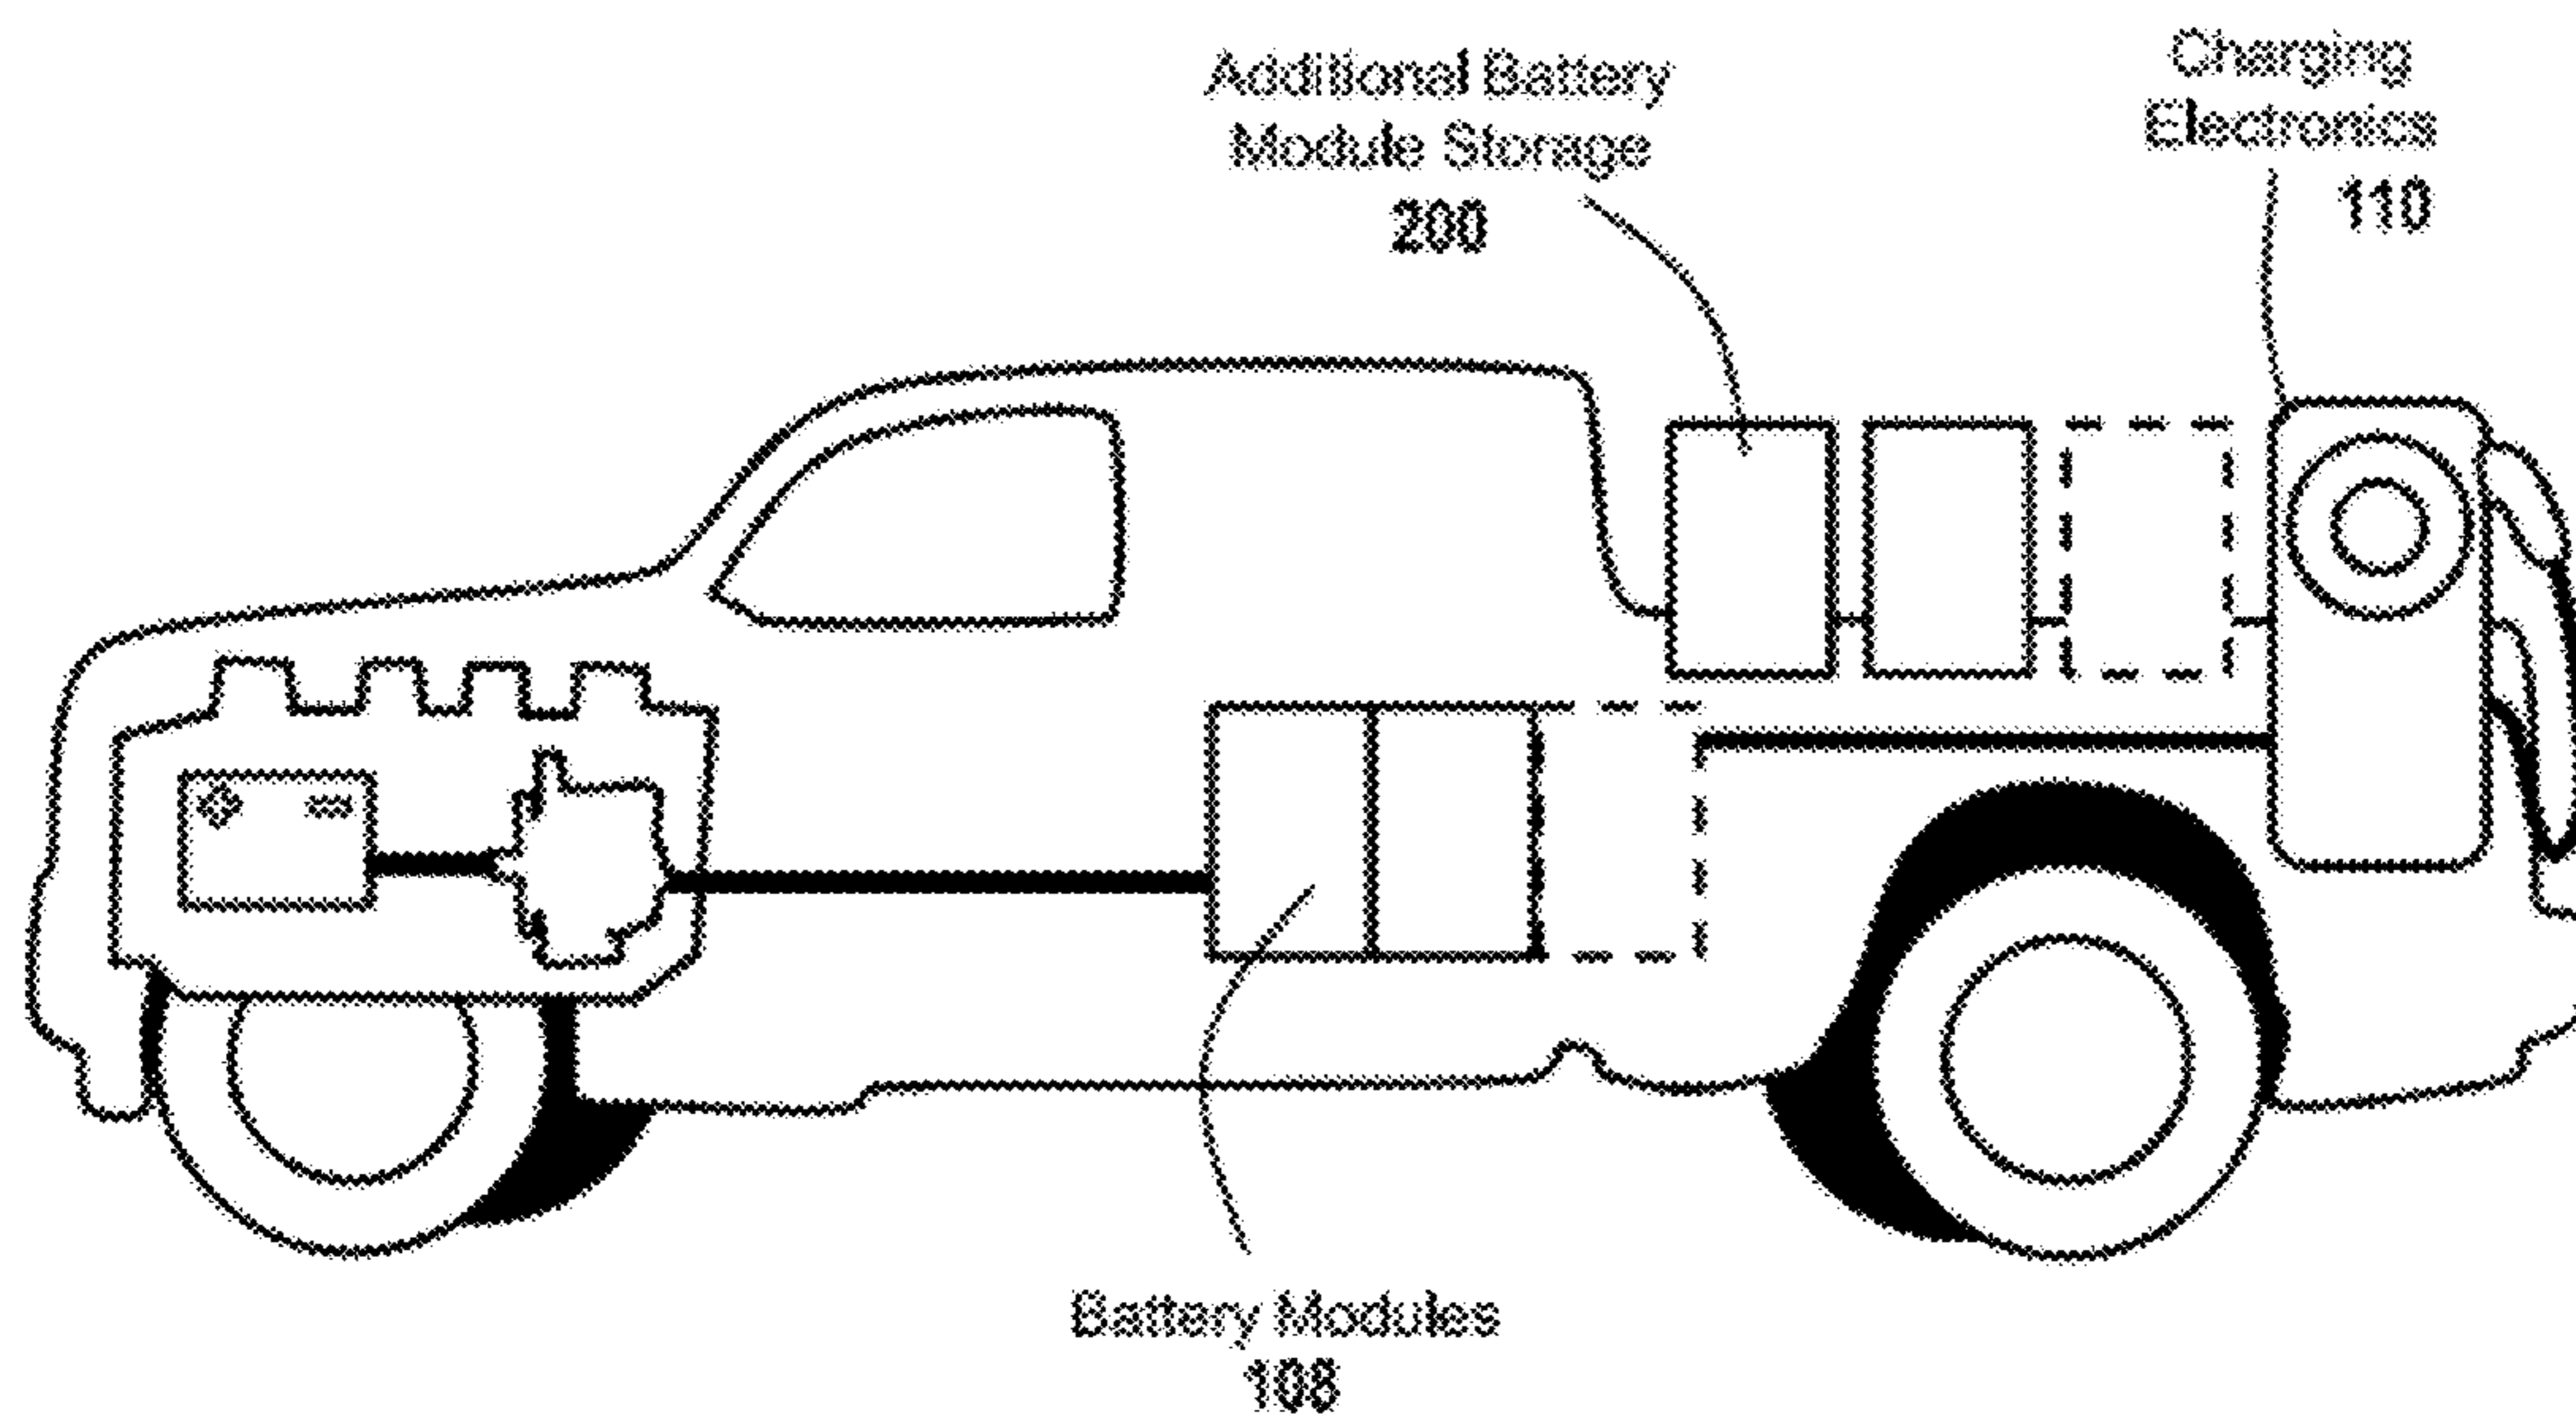 Additional Battery
Module Storage
200
Charging
Electronics
110
Battery Modules
108